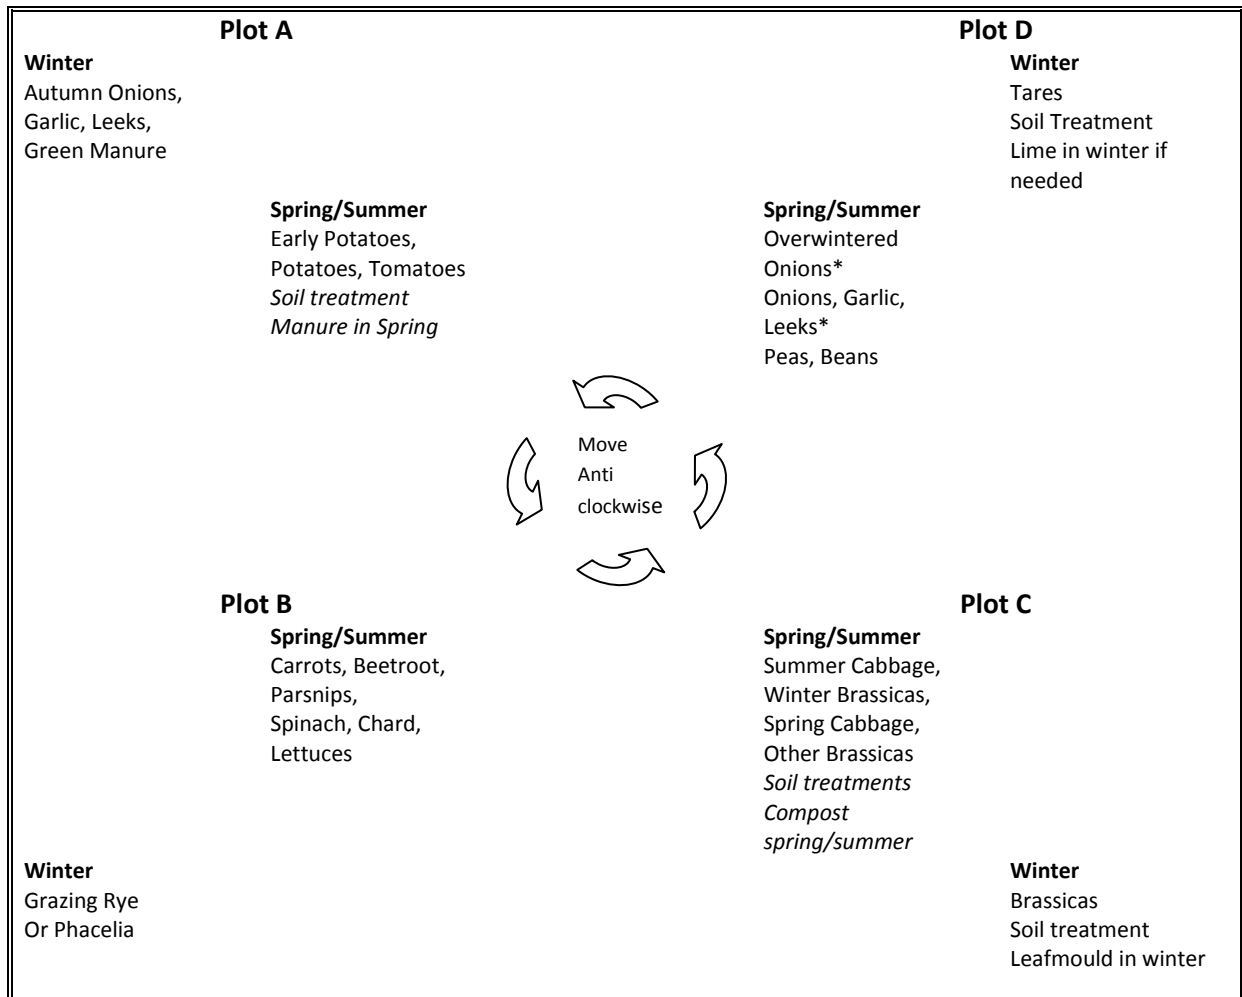 Plot A
Winter
Autumn Onions,
Garlic, Leeks,
Green Manure
Spring/Summer
Early Potatoes,
Potatoes, Tomatoes
Soil treatment
Manure in Spring
Plot D
Winter
Tares
Soil Treatment
Lime in winter if
needed
Spring/Summer
Overwintered
Onions*
Onions, Garlic,
Leeks*
Peas, Beans
Move
Anti
clockwise
Plot B
Spring/Summer
Carrots, Beetroot,
Parsnips,
Spinach, Chard,
Lettuces
Winter
Grazing Rye
Or Phacelia
Plot C
Spring/Summer
Summer Cabbage,
Winter Brassicas,
Spring Cabbage,
Other Brassicas
Soil treatments
Compost
spring/summer
Winter
Brassicas
Soil treatment
Leafmould in winter